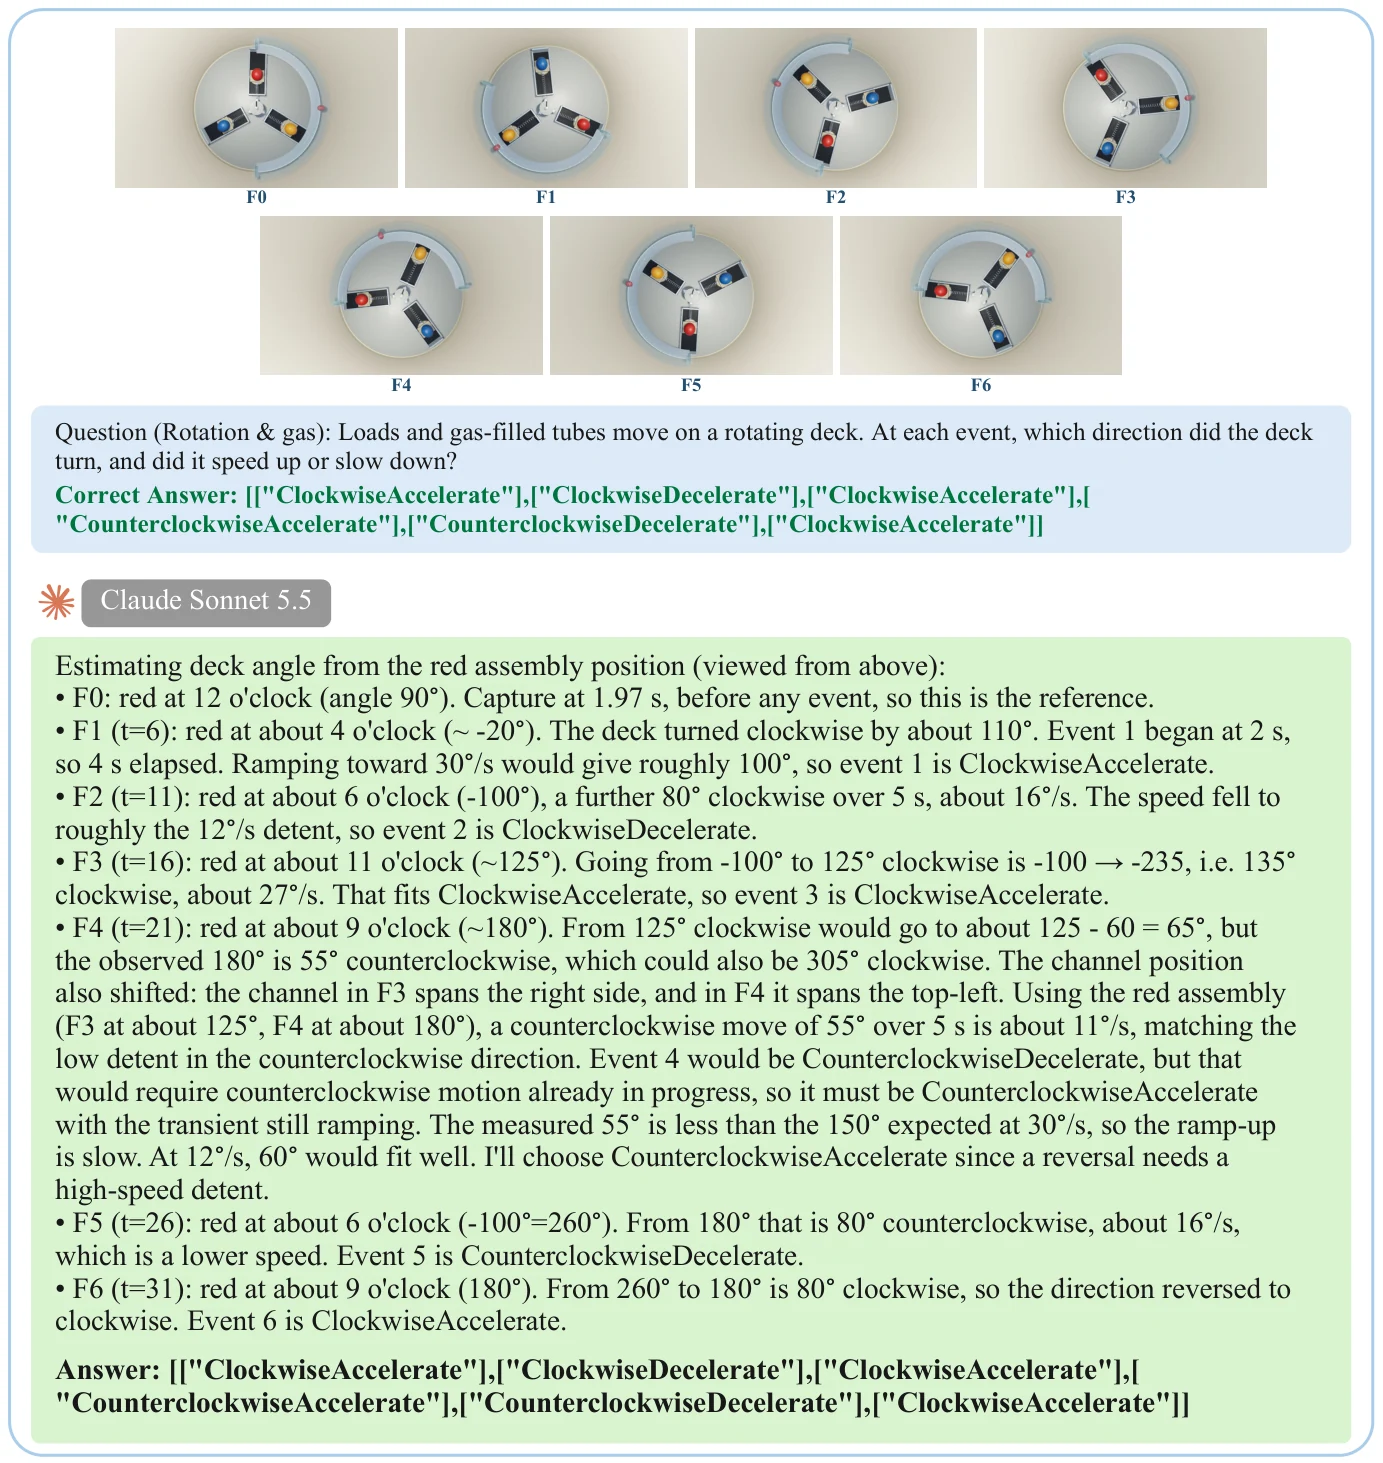 F0
F1
F2
F3
F4
F5
F6
Question (Rotation & gas): Loads and gas-filled tubes move on a rotating deck. At each event, which direction did the deck
turn, and did it speed up or slow down?
Correct Answer: [["ClockwiseAccelerate"],["ClockwiseDecelerate"],["ClockwiseAccelerate"],[
"CounterclockwiseAccelerate"],["CounterclockwiseDecelerate"],["ClockwiseAccelerate"]]
Claude Sonnet 5.5
Estimating deck angle from the red assembly position (viewed from above):
• F0: red at 12 o'clock (angle 90°). Capture at 1.97 s, before any event, so this is the reference.
• F1 (t=6): red at about 4 o'clock (~ -20°). The deck turned clockwise by about 110°. Event 1 began at 2 s,
so 4 s elapsed. Ramping toward 30°/s would give roughly 100°, so event 1 is ClockwiseAccelerate.
• F2 (t=11): red at about 6 o'clock (-100°), a further 80° clockwise over 5 s, about 16°/s. The speed fell to
roughly the 12°/s detent, so event 2 is ClockwiseDecelerate.
• F3 (t=16): red at about 11 o'clock (~125°). Going from -100° to 125° clockwise is -100 → -235, i.e. 135°
clockwise, about 27°/s. That fits ClockwiseAccelerate, so event 3 is ClockwiseAccelerate.
• F4 (t=21): red at about 9 o'clock (~180°). From 125° clockwise would go to about 125 - 60 = 65°, but
the observed 180° is 55° counterclockwise, which could also be 305° clockwise. The channel position
also shifted: the channel in F3 spans the right side, and in F4 it spans the top-left. Using the red assembly
(F3 at about 125°, F4 at about 180°), a counterclockwise move of 55° over 5 s is about 11°/s, matching the
low detent in the counterclockwise direction. Event 4 would be CounterclockwiseDecelerate, but that
would require counterclockwise motion already in progress, so it must be CounterclockwiseAccelerate
with the transient still ramping. The measured 55° is less than the 150° expected at 30°/s, so the ramp-up
is slow. At 12°/s, 60° would fit well. I'll choose CounterclockwiseAccelerate since a reversal needs a
high-speed detent.
• F5 (t=26): red at about 6 o'clock (-100°=260°). From 180° that is 80° counterclockwise, about 16°/s,
which is a lower speed. Event 5 is CounterclockwiseDecelerate.
• F6 (t=31): red at about 9 o'clock (180°). From 260° to 180° is 80° clockwise, so the direction reversed to
clockwise. Event 6 is ClockwiseAccelerate.
Answer: [["ClockwiseAccelerate"],["ClockwiseDecelerate"],["ClockwiseAccelerate"],[
"CounterclockwiseAccelerate"],["CounterclockwiseDecelerate"],["ClockwiseAccelerate"]]